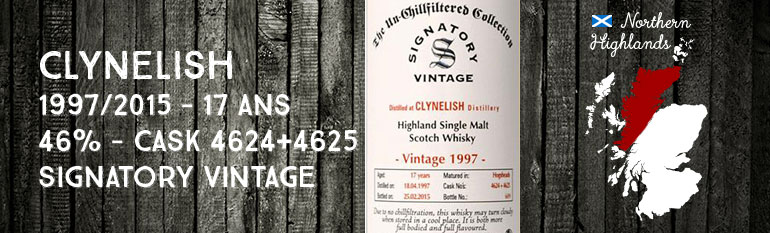 CLYNELISH
1997/2015 - 17 ANS
46% - CASK 4624+4625
SIGNATORY VINTAGE
The Un-Chillfiltered Collection
SIGNATORY
S
VINTAGE
Distilled at CLYNELISH Distillery
Highland Single Malt
Scotch Whisky
- Vintage 1997 -
Aged: 17 years Matured in: Hogshead
Distilled on: 18.04.1997 Cask No's: 4624+4625
Bottled on: 25.02.2015 Bottle No.:
Due to no chillfiltration, this whisky may turn cloudy
when stored in a cool place. It is both more
full bodied and full flavoured.
Northern
Highlands